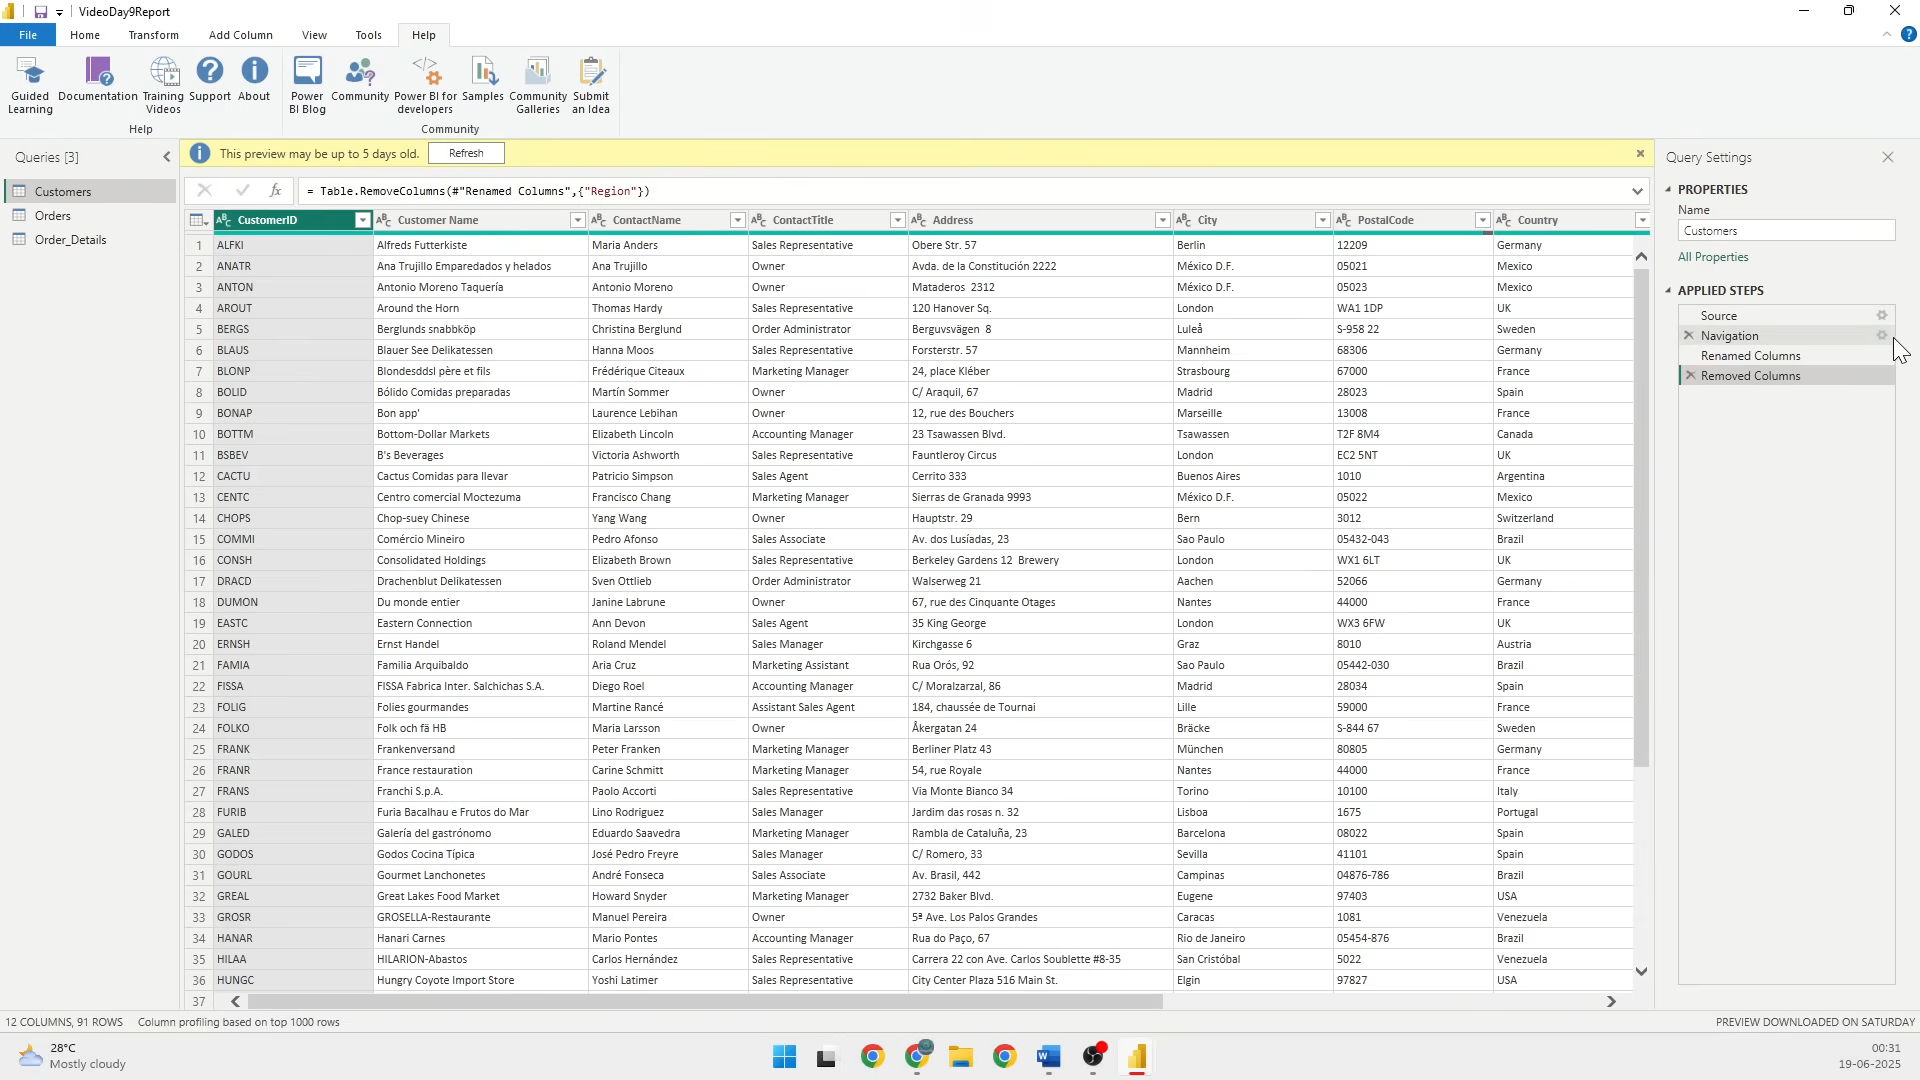 VideoDay9Report
File Home Transform Add Column View Tools Help
Guided Learning Documentation Training Videos Support About Power BI Blog Community Power BI for developers Samples Community Galleries Submit an Idea
Help Community
Queries [3]
Customers
Orders
Order_Details
This preview may be up to 5 days old. Refresh
= Table.RemoveColumns(#"Renamed Columns",{"Region"})
CustomerID Customer Name ContactName ContactTitle Address City PostalCode Country
1 ALFKI Alfreds Futterkiste Maria Anders Sales Representative Obere Str. 57 Berlin 12209 Germany
2 ANATR Ana Trujillo Emparedados y helados Ana Trujillo Owner Avda. de la Constitución 2222 México D.F. 05021 Mexico
3 ANTON Antonio Moreno Taquería Antonio Moreno Owner Mataderos 2312 México D.F. 05023 Mexico
4 AROUT Around the Horn Thomas Hardy Sales Representative 120 Hanover Sq. London WA1 1DP UK
5 BERGS Berglunds snabbköp Christina Berglund Order Administrator Berguvsvägen 8 Luleå S-958 22 Sweden
6 BLAUS Blauer See Delikatessen Hanna Moos Sales Representative Forsterstr. 57 Mannheim 68306 Germany
7 BLONP Blondesddsl père et fils Frédérique Citeaux Marketing Manager 24, place Kléber Strasbourg 67000 France
8 BOLID Bólido Comidas preparadas Martín Sommer Owner C/ Araquil, 67 Madrid 28023 Spain
9 BONAP Bon app' Laurence Lebihan Owner 12, rue des Bouchers Marseille 13008 France
10 BOTTM Bottom-Dollar Markets Elizabeth Lincoln Accounting Manager 23 Tsawassen Blvd. Tsawassen T2F 8M4 Canada
11 BSBEV B's Beverages Victoria Ashworth Sales Representative Fauntleroy Circus London EC2 5NT UK
12 CACTU Cactus Comidas para llevar Patricio Simpson Sales Agent Cerrito 333 Buenos Aires 1010 Argentina
13 CENTC Centro comercial Moctezuma Francisco Chang Marketing Manager Sierras de Granada 9993 México D.F. 05022 Mexico
14 CHOPS Chop-suey Chinese Yang Wang Owner Hauptstr. 29 Bern 3012 Switzerland
15 COMMI Comércio Mineiro Pedro Afonso Sales Associate Av. dos Lusíadas, 23 Sao Paulo 05432-043 Brazil
16 CONSH Consolidated Holdings Elizabeth Brown Sales Representative Berkeley Gardens 12 Brewery London WX1 6LT UK
17 DRACD Drachenblut Delikatessen Sven Ottlieb Order Administrator Walserweg 21 Aachen 52066 Germany
18 DUMON Du monde entier Janine Labrune Owner 67, rue des Cinquante Otages Nantes 44000 France
19 EASTC Eastern Connection Ann Devon Sales Agent 35 King George London WX3 6FW UK
20 ERNSH Ernst Handel Roland Mendel Sales Manager Kirchgasse 6 Graz 8010 Austria
21 FAMIA Familia Arquibaldo Aria Cruz Marketing Assistant Rua Orós, 92 Sao Paulo 05442-030 Brazil
22 FISSA FISSA Fabrica Inter. Salchichas S.A. Diego Roel Accounting Manager C/ Moralzarzal, 86 Madrid 28034 Spain
23 FOLIG Folies gourmandes Martine Rancé Assistant Sales Agent 184, chaussée de Tournai Lille 59000 France
24 FOLKO Folk och fä HB Maria Larsson Owner Åkergatan 24 Bräcke S-844 67 Sweden
25 FRANK Frankenversand Peter Franken Marketing Manager Berliner Platz 43 München 80805 Germany
26 FRANR France restauration Carine Schmitt Marketing Manager 54, rue Royale Nantes 44000 France
27 FRANS Franchi S.p.A. Paolo Accorti Sales Representative Via Monte Bianco 34 Torino 10100 Italy
28 FURIB Furia Bacalhau e Frutos do Mar Lino Rodriguez Sales Manager Jardim das rosas n. 32 Lisboa 1675 Portugal
29 GALED Galería del gastrónomo Eduardo Saavedra Marketing Manager Rambla de Cataluña, 23 Barcelona 08022 Spain
30 GODOS Godos Cocina Típica José Pedro Freyre Sales Manager C/ Romero, 33 Sevilla 41101 Spain
31 GOURL Gourmet Lanchonetes André Fonseca Sales Associate Av. Brasil, 442 Campinas 04876-786 Brazil
32 GREAL Great Lakes Food Market Howard Snyder Marketing Manager 2732 Baker Blvd. Eugene 97403 USA
33 GROSR GROSELLA-Restaurante Manuel Pereira Owner 5ª Ave. Los Palos Grandes Caracas 1081 Venezuela
34 HANAR Hanari Carnes Mario Pontes Accounting Manager Rua do Paço, 67 Rio de Janeiro 05454-876 Brazil
35 HILAA HILARION-Abastos Carlos Hernández Sales Representative Carrera 22 con Ave. Carlos Soublette #8-35 San Cristóbal 5022 Venezuela
36 HUNGC Hungry Coyote Import Store Yoshi Latimer Sales Representative City Center Plaza 516 Main St. Elgin 97827 USA
37
Query Settings
PROPERTIES
Name
Customers
All Properties
APPLIED STEPS
Source
Navigation
Renamed Columns
Removed Columns
12 COLUMNS, 91 ROWS Column profiling based on top 1000 rows PREVIEW DOWNLOADED ON SATURDAY
28°C
Mostly cloudy
00:31
19-06-2025